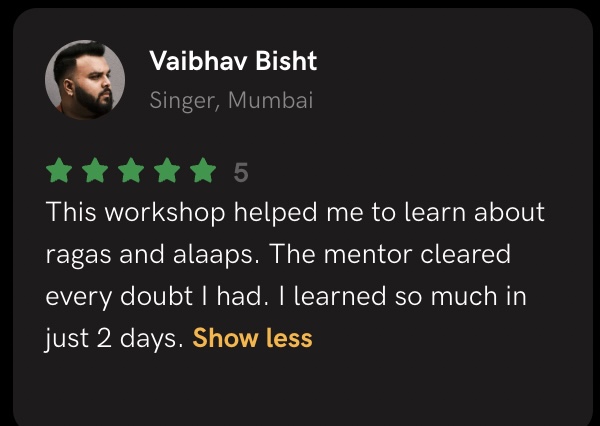 Vaibhav Bisht
Singer, Mumbai
5
This workshop helped me to learn about
ragas and alaaps. The mentor cleared
every doubt I had. I learned so much in
just 2 days. Show less